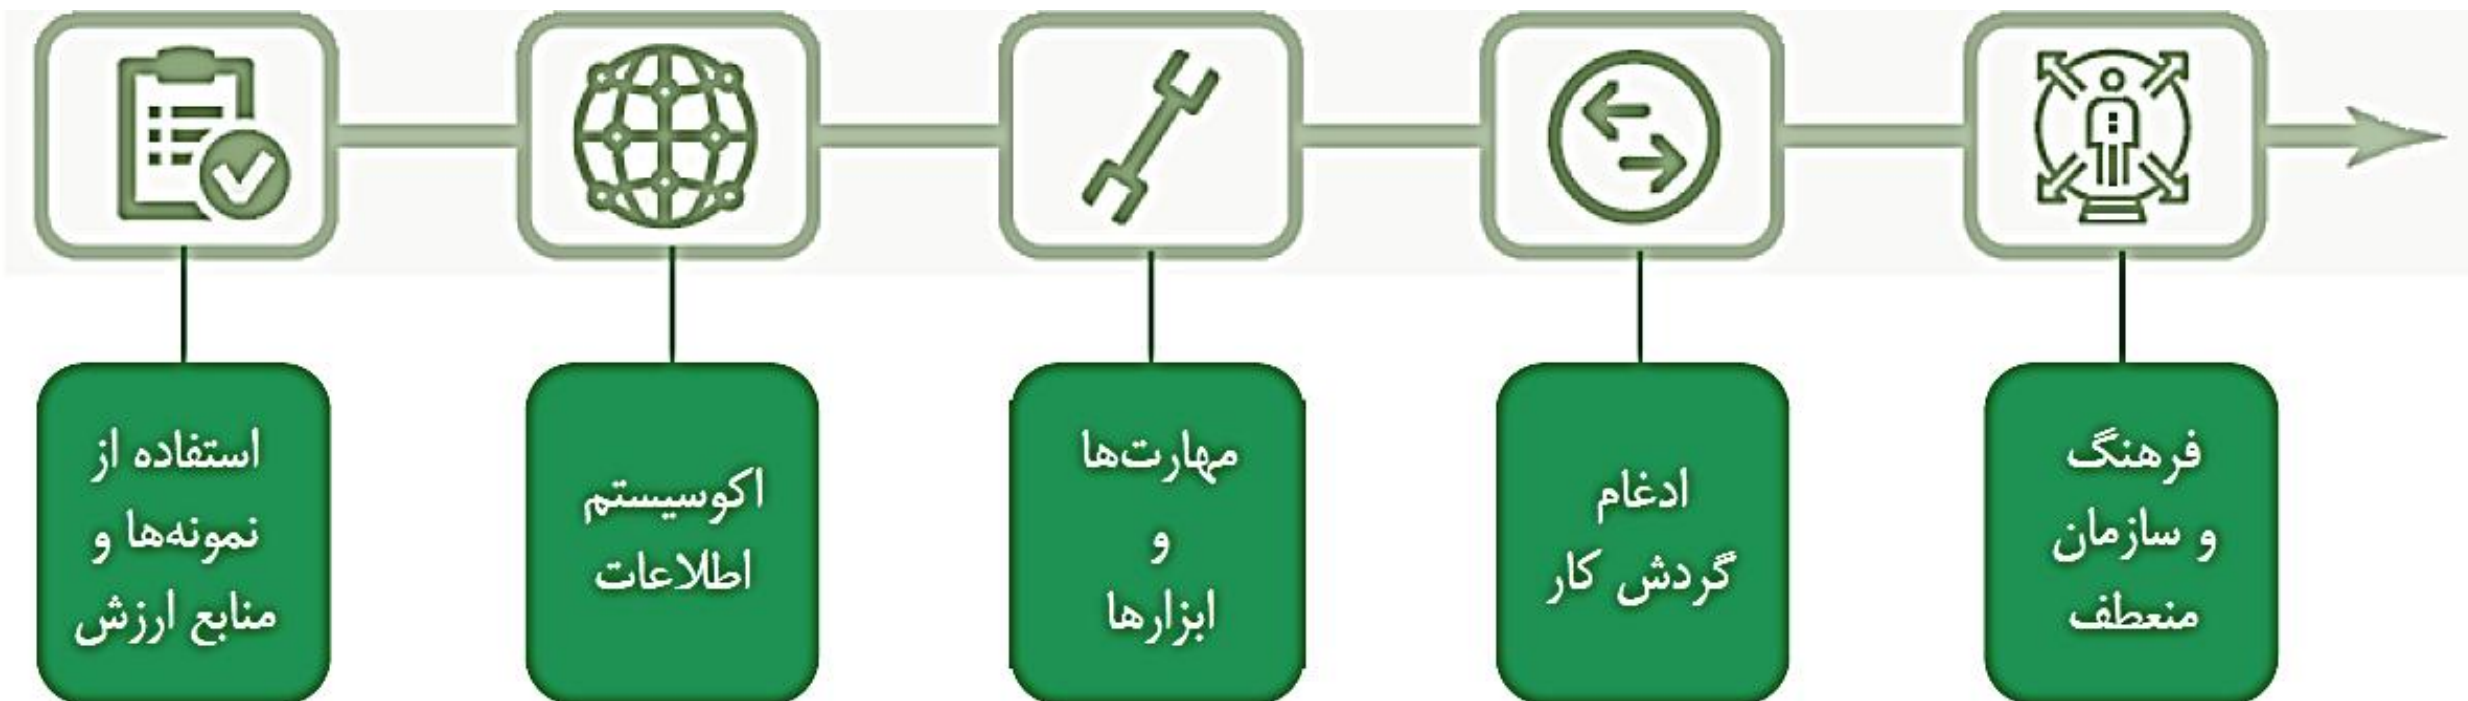 استفاده از
نمونه‌ها و
منابع ارزش
اکوسیستم
اطلاعات
مهارت‌ها
و
ابزارها
ادغام
گردش کار
فرهنگ
و سازمان
منعطف